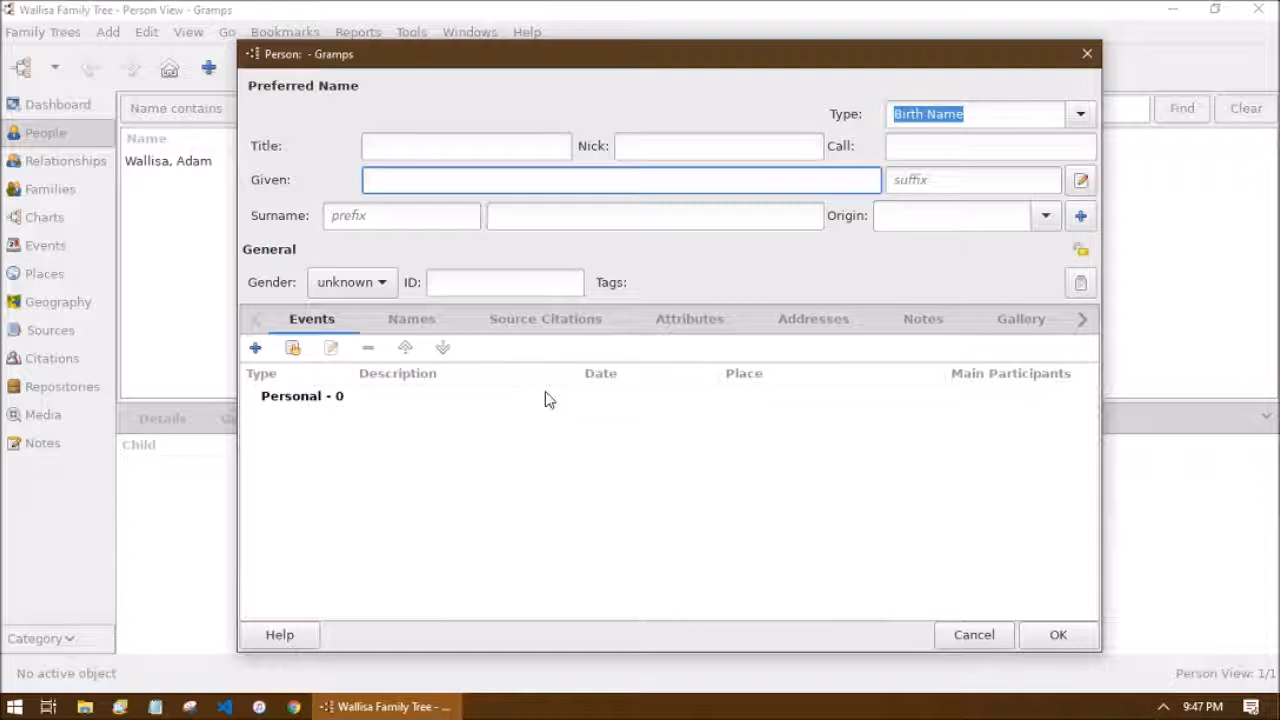 Wallisa Family Tree - Person View - Gramps
Family Trees Add Edit View Go Bookmarks Reports Tools Windows Help
Person: - Gramps
Preferred Name
Type: Birth Name
Title: Nick: Call:
Given: suffix
Surname: prefix Origin:
General
Gender: unknown ID: Tags:
Events Names Source Citations Attributes Addresses Notes Gallery
Type Description Date Place Main Participants
Personal - 0
Help Cancel OK
Dashboard
People
Relationships
Families
Charts
Events
Places
Geography
Sources
Citations
Repositories
Media
Notes
Category
Name contains Find Clear
Name
Wallisa, Adam
Details
Child
No active object Person View: 1/1
Wallisa Family Tree - ... 9:47 PM